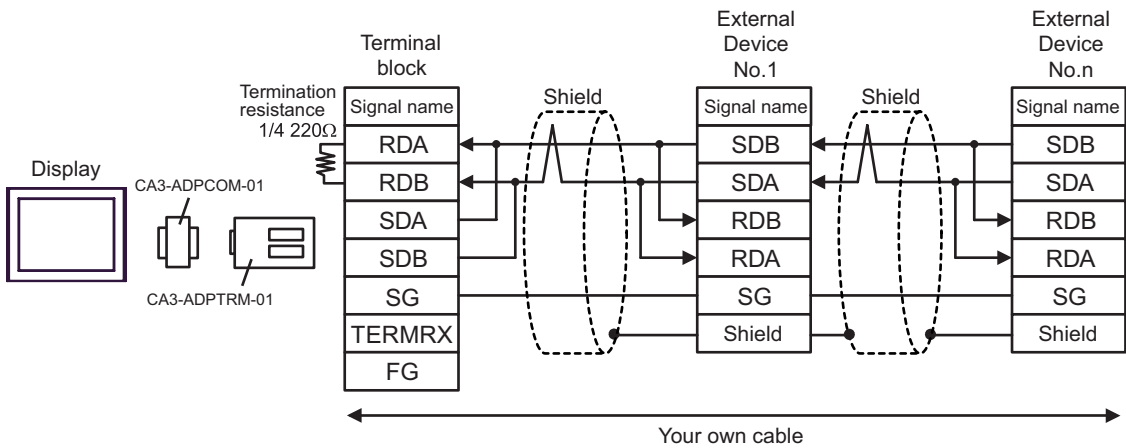 Display
CA3-ADPCOM-01
CA3-ADPTRM-01
Termination
resistance
1/4 220Ω
Terminal
block
Signal name
RDA
RDB
SDA
SDB
SG
TERMRX
FG
Shield
External
Device
No.1
Signal name
SDB
SDA
RDB
RDA
SG
Shield
Shield
External
Device
No.n
Signal name
SDB
SDA
RDB
RDA
SG
Shield
Your own cable